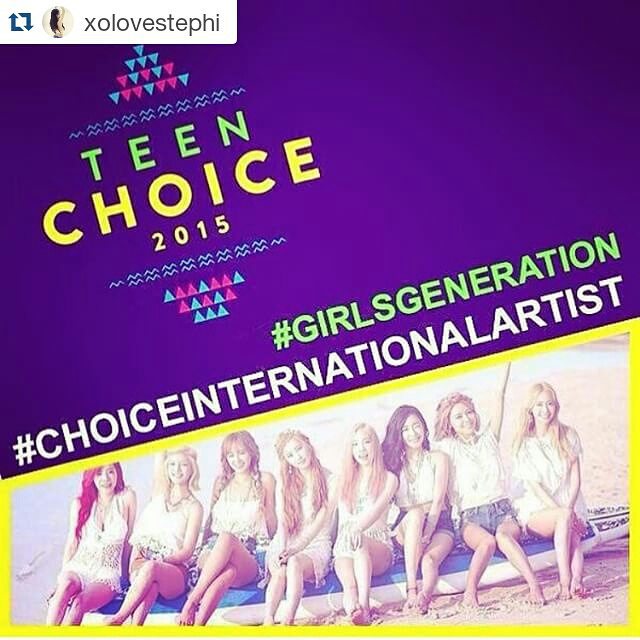 xolovestephi
TEEN
CHOICE
2015
#GIRLSGENERATION
#CHOICEINTERNATIONALARTIST